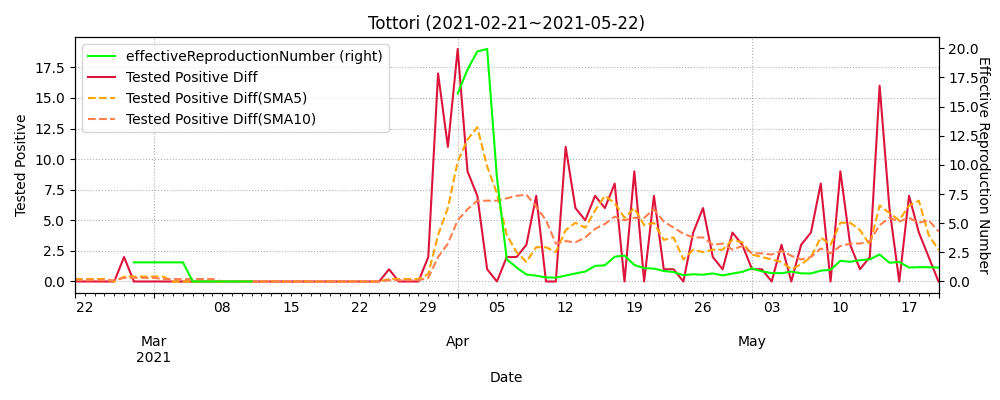 Tottori (2021-02-21~2021-05-22)
effectiveReproductionNumber (right)
Tested Positive Diff
Tested Positive Diff(SMA5)
Tested Positive Diff(SMA10)
Tested Positive
17.5
15.0
12.5
10.0
7.5
5.0
2.5
0.0
Effective Reproduction Number
20.0
17.5
15.0
12.5
10.0
7.5
5.0
2.5
0.0
22 08 15 22 29 05 12 19 26 03 10 17
Mar Apr May
2021
Date